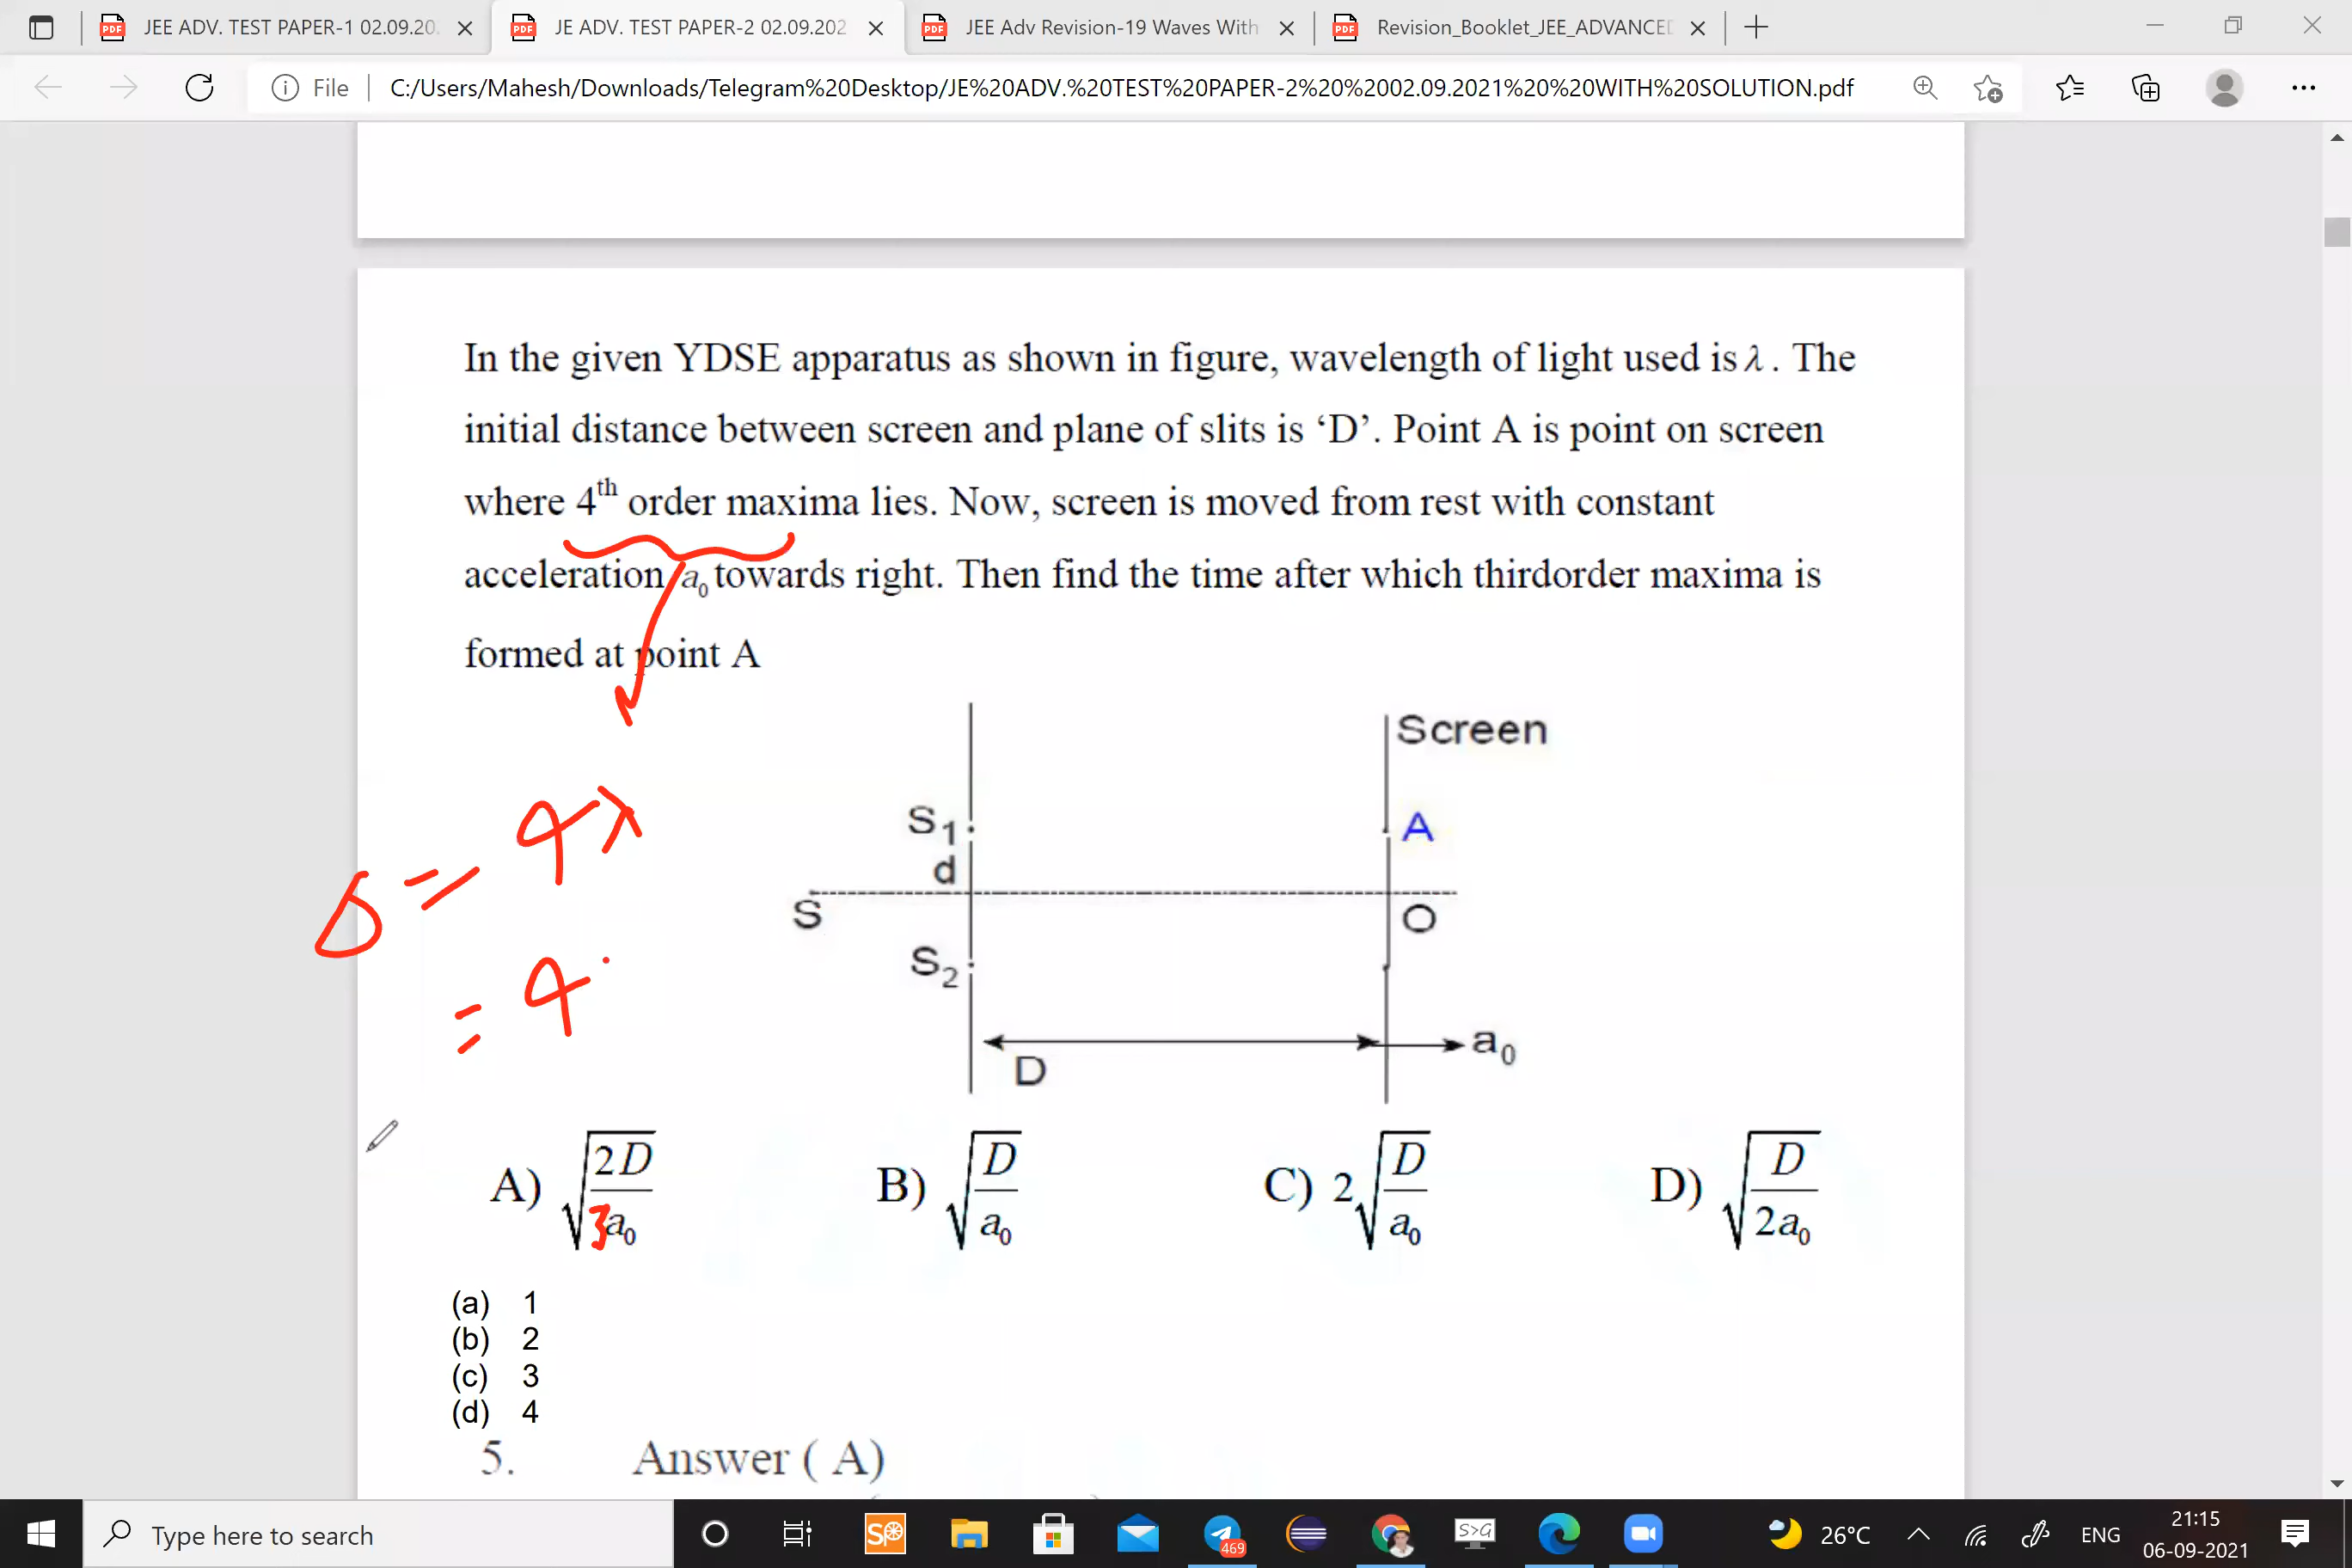 JEE ADV. TEST PAPER-1 02.09.20
JE ADV. TEST PAPER-2 02.09.202
JEE Adv Revision-19 Waves With
Revision_Booklet_JEE_ADVANCED
File
C:/Users/Mahesh/Downloads/Telegram%20Desktop/JE%20ADV.%20TEST%20PAPER-2%20%2002.09.2021%20%20WITH%20SOLUTION.pdf
In the given YDSE apparatus as shown in figure, wavelength of light used is λ. The
initial distance between screen and plane of slits is ‘D’. Point A is point on screen
where 4th order maxima lies. Now, screen is moved from rest with constant
acceleration a₀ towards right. Then find the time after which thirdorder maxima is
formed at point A
Screen
S₁
A
d
S
O
S₂
D
a₀
= 4λ
= 4
A) √(2D/3a₀)
B) √(D/a₀)
C) 2√(D/a₀)
D) √(D/2a₀)
(a) 1
(b) 2
(c) 3
(d) 4
5. Answer ( A)
Type here to search
SP
469
S>G
26°C
ENG
21:15
06-09-2021